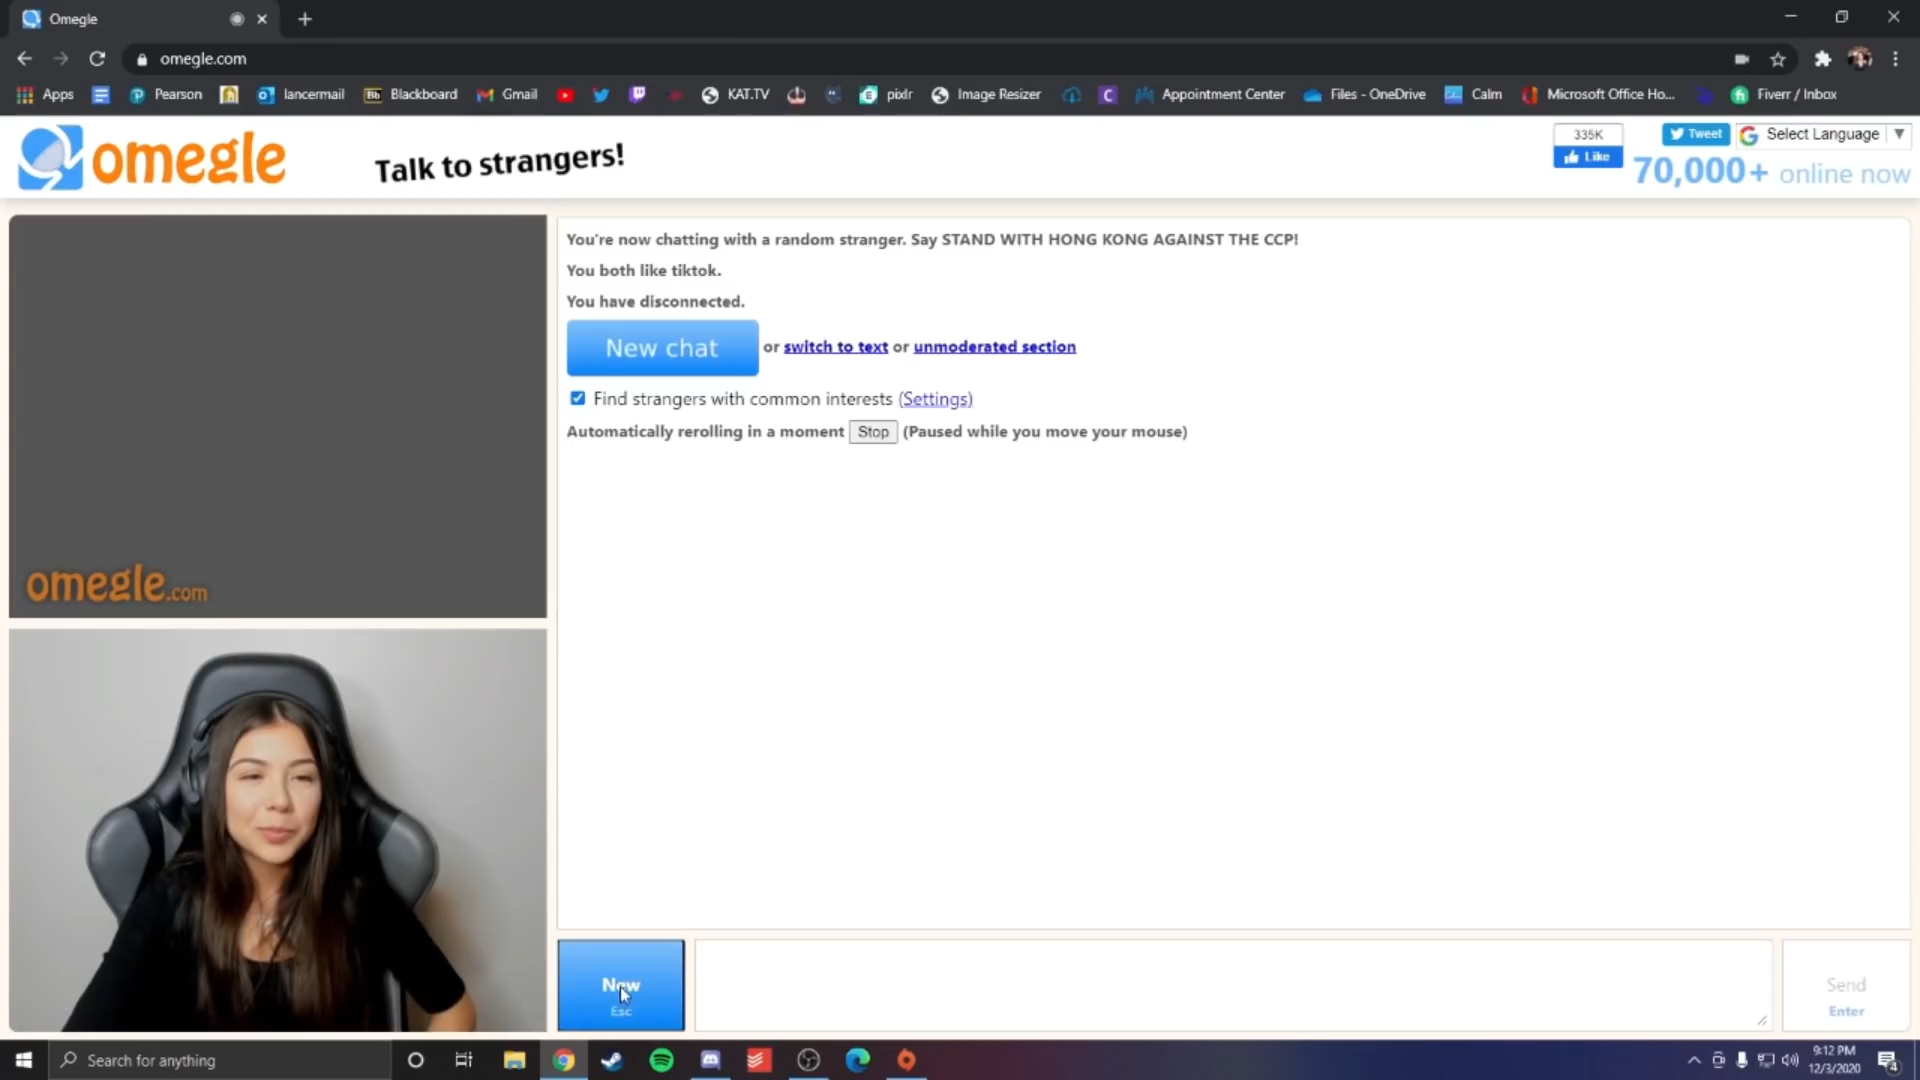 Omegle
omegle.com
Apps
Pearson
lancermail
Bb
Blackboard
Gmail
KAT.TV
pixlr
Image Resizer
C
Appointment Center
Files - OneDrive
Calm
Microsoft Office Ho...
Fiverr / Inbox
omegle
Talk to strangers!
335K
Like
Tweet
Select Language
70,000+ online now
You're now chatting with a random stranger. Say STAND WITH HONG KONG AGAINST THE CCP!
You both like tiktok.
You have disconnected.
New chat or switch to text or unmoderated section
Find strangers with common interests (Settings)
Automatically rerolling in a moment Stop (Paused while you move your mouse)
omegle.com
New
Esc
Send
Enter
Search for anything
9:12 PM
12/3/2020
4